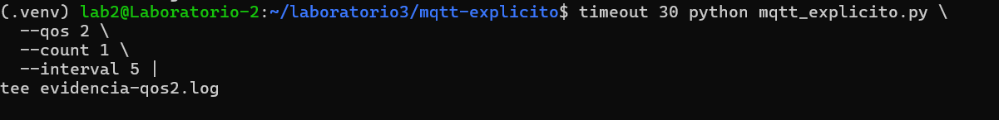 (.venv) lab2@Laboratorio-2:~/laboratorio3/mqtt-explicito$ timeout 30 python mqtt_explicito.py \
  --qos 2 \
  --count 1 \
  --interval 5 |
tee evidencia-qos2.log